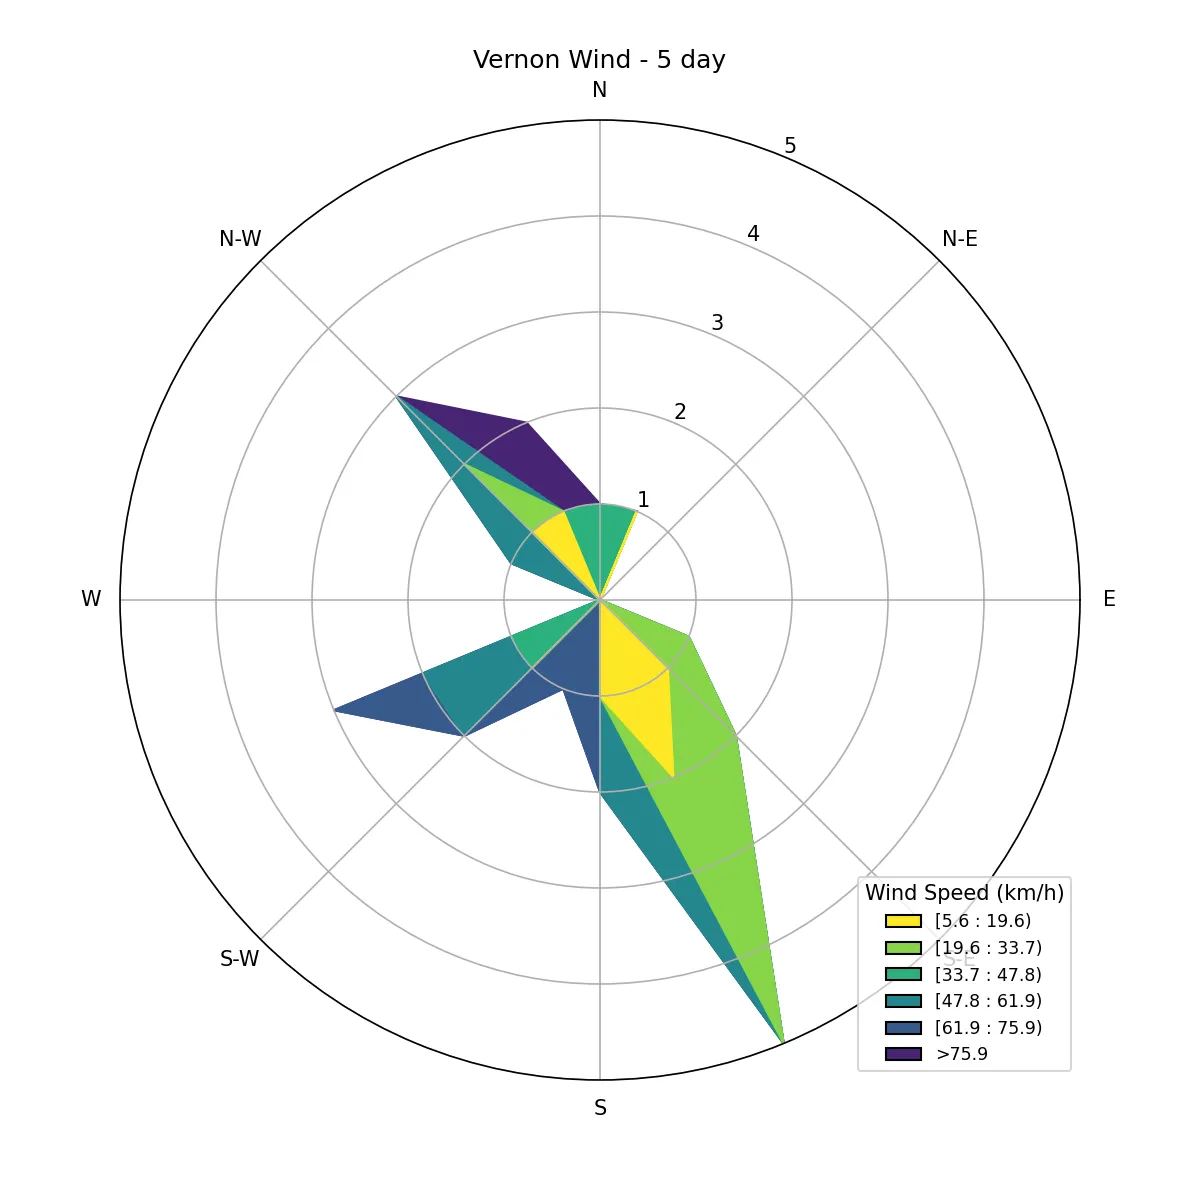 Vernon Wind - 5 day
N
5
N-W
N-E
4
3
2
1
W
E
Wind Speed (km/h)
[5.6 : 19.6)
[19.6 : 33.7)
S-W
S-E
[33.7 : 47.8)
[47.8 : 61.9)
[61.9 : 75.9)
>75.9
S